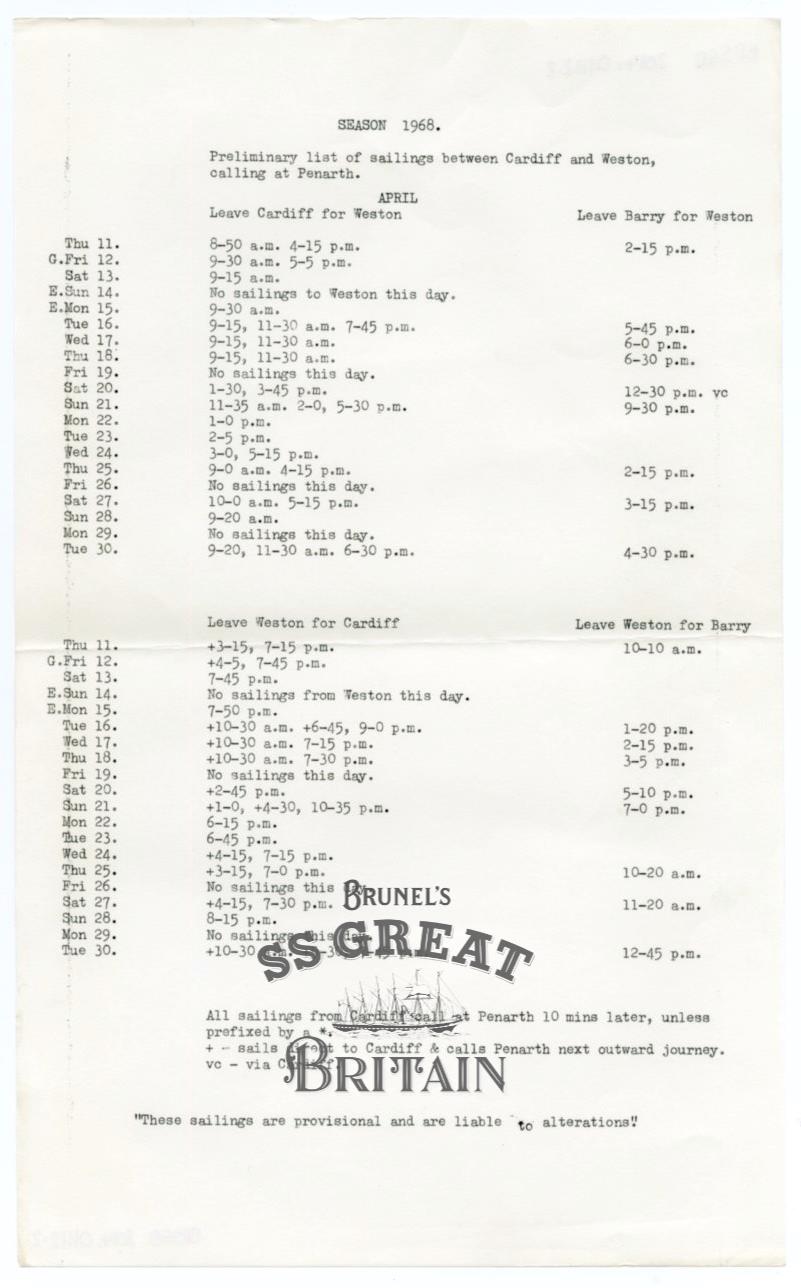 SEASON 1968.
Preliminary list of sailings between Cardiff and Weston,
calling at Penarth.
APRIL
Leave Cardiff for Weston Leave Barry for Weston
Thu 11. 8-50 a.m. 4-15 p.m. 2-15 p.m.
G.Fri 12. 9-30 a.m. 5-5 p.m.
Sat 13. 9-15 a.m.
E.Sun 14. No sailings to Weston this day.
E.Mon 15. 9-30 a.m.
Tue 16. 9-15, 11-30 a.m. 7-45 p.m. 5-45 p.m.
Wed 17. 9-15, 11-30 a.m. 6-0 p.m.
Thu 18. 9-15, 11-30 a.m. 6-30 p.m.
Fri 19. No sailings this day.
Sat 20. 1-30, 3-45 p.m. 12-30 p.m. vc
Sun 21. 11-35 a.m. 2-0, 5-30 p.m. 9-30 p.m.
Mon 22. 1-0 p.m.
Tue 23. 2-5 p.m.
Wed 24. 3-0, 5-15 p.m.
Thu 25. 9-0 a.m. 4-15 p.m. 2-15 p.m.
Fri 26. No sailings this day.
Sat 27. 10-0 a.m. 5-15 p.m. 3-15 p.m.
Sun 28. 9-20 a.m.
Mon 29. No sailings this day.
Tue 30. 9-20, 11-30 a.m. 6-30 p.m. 4-30 p.m.
Leave Weston for Cardiff Leave Weston for Barry
Thu 11. +3-15, 7-15 p.m. 10-10 a.m.
G.Fri 12. +4-5, 7-45 p.m.
Sat 13. 7-45 p.m.
E.Sun 14. No sailings from Weston this day.
E.Mon 15. 7-50 p.m.
Tue 16. +10-30 a.m. +6-45, 9-0 p.m. 1-20 p.m.
Wed 17. +10-30 a.m. 7-15 p.m. 2-15 p.m.
Thu 18. +10-30 a.m. 7-30 p.m. 3-5 p.m.
Fri 19. No sailings this day.
Sat 20. +2-45 p.m. 5-10 p.m.
Sun 21. +1-0, +4-30, 10-35 p.m. 7-0 p.m.
Mon 22. 6-15 p.m.
Tue 23. 6-45 p.m.
Wed 24. +4-15, 7-15 p.m.
Thu 25. +3-15, 7-0 p.m. 10-20 a.m.
Fri 26. No sailings this day.
Sat 27. +4-15, 7-30 p.m. 11-20 a.m.
Sun 28. 8-15 p.m.
Mon 29. No sailings this day.
Tue 30. +10-30 a.m. 12-45 p.m.
BRUNEL'S
SS GREAT
BRITAIN
All sailings from Cardiff call at Penarth 10 mins later, unless
prefixed by a *.
+ - sails direct to Cardiff & calls Penarth next outward journey.
vc - via Cardiff.
"These sailings are provisional and are liable to alterations"